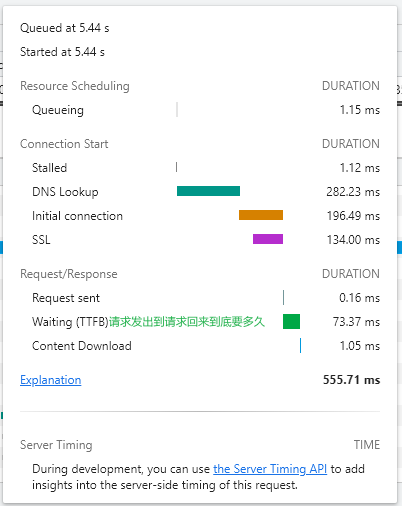 Queued at 5.44 s
Started at 5.44 s
Resource Scheduling DURATION
Queueing 1.15 ms
Connection Start DURATION
Stalled 1.12 ms
DNS Lookup 282.23 ms
Initial connection 196.49 ms
SSL 134.00 ms
Request/Response DURATION
Request sent 0.16 ms
Waiting (TTFB)请求发出到请求回来到底要多久 73.37 ms
Content Download 1.05 ms
Explanation 555.71 ms
Server Timing TIME
During development, you can use the Server Timing API to add
insights into the server-side timing of this request.